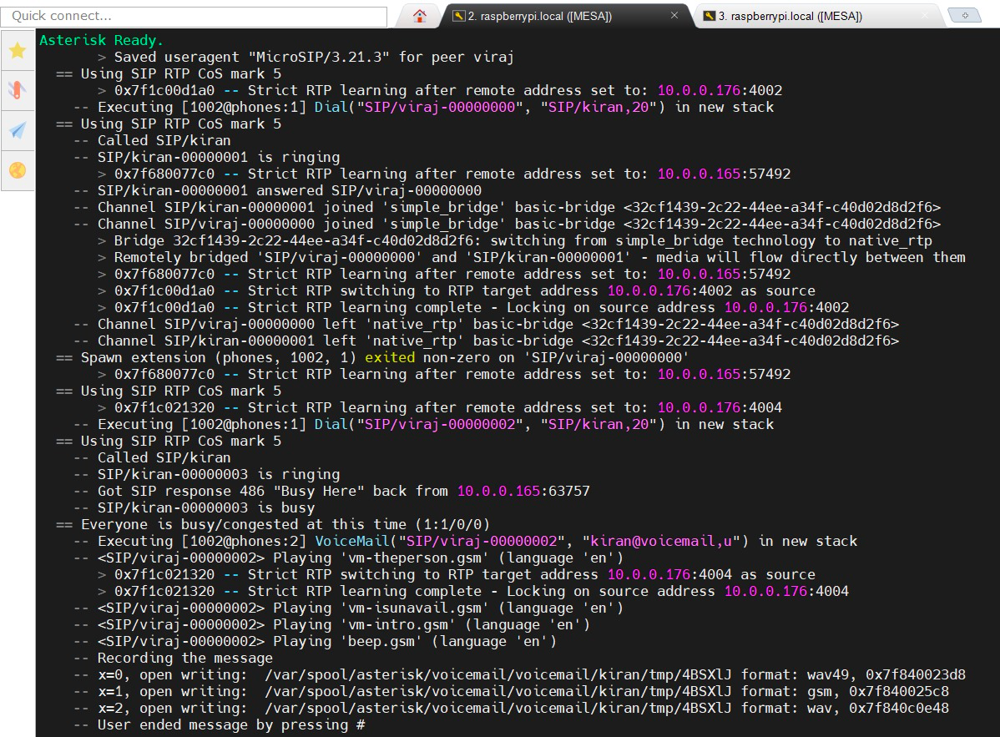 Quick connect...
2. raspberrypi.local ([MESA])
3. raspberrypi.local ([MESA])
Asterisk Ready.
> Saved useragent "MicroSIP/3.21.3" for peer viraj
== Using SIP RTP CoS mark 5
> 0x7f1c00d1a0 -- Strict RTP learning after remote address set to: 10.0.0.176:4002
-- Executing [1002@phones:1] Dial("SIP/viraj-00000000", "SIP/kiran,20") in new stack
== Using SIP RTP CoS mark 5
-- Called SIP/kiran
-- SIP/kiran-00000001 is ringing
> 0x7f680077c0 -- Strict RTP learning after remote address set to: 10.0.0.165:57492
-- SIP/kiran-00000001 answered SIP/viraj-00000000
-- Channel SIP/kiran-00000001 joined 'simple_bridge' basic-bridge <32cf1439-2c22-44ee-a34f-c40d02d8d2f6>
-- Channel SIP/viraj-00000000 joined 'simple_bridge' basic-bridge <32cf1439-2c22-44ee-a34f-c40d02d8d2f6>
> Bridge 32cf1439-2c22-44ee-a34f-c40d02d8d2f6: switching from simple_bridge technology to native_rtp
> Remotely bridged 'SIP/viraj-00000000' and 'SIP/kiran-00000001' - media will flow directly between them
> 0x7f680077c0 -- Strict RTP learning after remote address set to: 10.0.0.165:57492
> 0x7f1c00d1a0 -- Strict RTP switching to RTP target address 10.0.0.176:4002 as source
> 0x7f1c00d1a0 -- Strict RTP learning complete - Locking on source address 10.0.0.176:4002
-- Channel SIP/viraj-00000000 left 'native_rtp' basic-bridge <32cf1439-2c22-44ee-a34f-c40d02d8d2f6>
-- Channel SIP/kiran-00000001 left 'native_rtp' basic-bridge <32cf1439-2c22-44ee-a34f-c40d02d8d2f6>
== Spawn extension (phones, 1002, 1) exited non-zero on 'SIP/viraj-00000000'
> 0x7f680077c0 -- Strict RTP learning after remote address set to: 10.0.0.165:57492
== Using SIP RTP CoS mark 5
> 0x7f1c021320 -- Strict RTP learning after remote address set to: 10.0.0.176:4004
-- Executing [1002@phones:1] Dial("SIP/viraj-00000002", "SIP/kiran,20") in new stack
== Using SIP RTP CoS mark 5
-- Called SIP/kiran
-- SIP/kiran-00000003 is ringing
-- Got SIP response 486 "Busy Here" back from 10.0.0.165:63757
-- SIP/kiran-00000003 is busy
== Everyone is busy/congested at this time (1:1/0/0)
-- Executing [1002@phones:2] VoiceMail("SIP/viraj-00000002", "kiran@voicemail,u") in new stack
-- <SIP/viraj-00000002> Playing 'vm-theperson.gsm' (language 'en')
> 0x7f1c021320 -- Strict RTP switching to RTP target address 10.0.0.176:4004 as source
> 0x7f1c021320 -- Strict RTP learning complete - Locking on source address 10.0.0.176:4004
-- <SIP/viraj-00000002> Playing 'vm-isunavail.gsm' (language 'en')
-- <SIP/viraj-00000002> Playing 'vm-intro.gsm' (language 'en')
-- <SIP/viraj-00000002> Playing 'beep.gsm' (language 'en')
-- Recording the message
-- x=0, open writing:  /var/spool/asterisk/voicemail/voicemail/kiran/tmp/4BSXlJ format: wav49, 0x7f840023d8
-- x=1, open writing:  /var/spool/asterisk/voicemail/voicemail/kiran/tmp/4BSXlJ format: gsm, 0x7f840025c8
-- x=2, open writing:  /var/spool/asterisk/voicemail/voicemail/kiran/tmp/4BSXlJ format: wav, 0x7f840c0e48
-- User ended message by pressing #